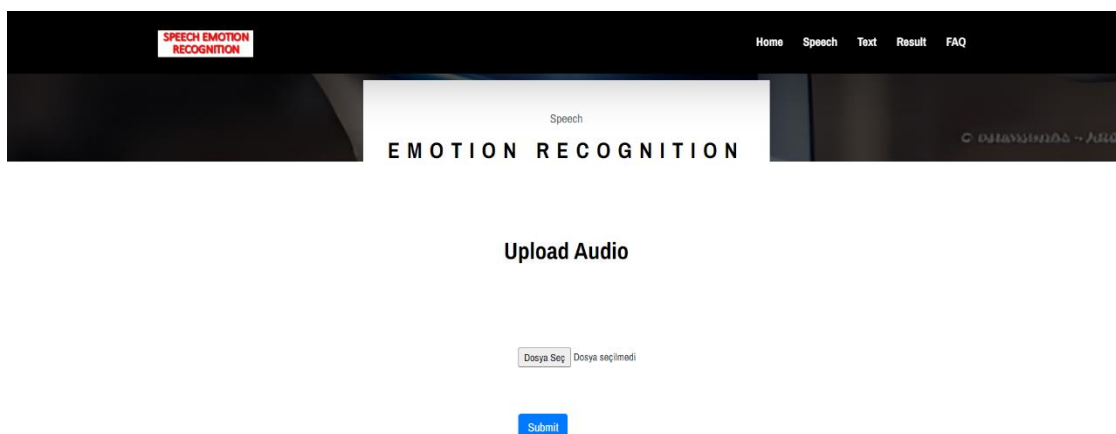 SPEECH EMOTION
RECOGNITION
Home Speech Text Result FAQ
Speech
EMOTION RECOGNITION
Upload Audio
Dosya Seç Dosya seçilmedi
Submit